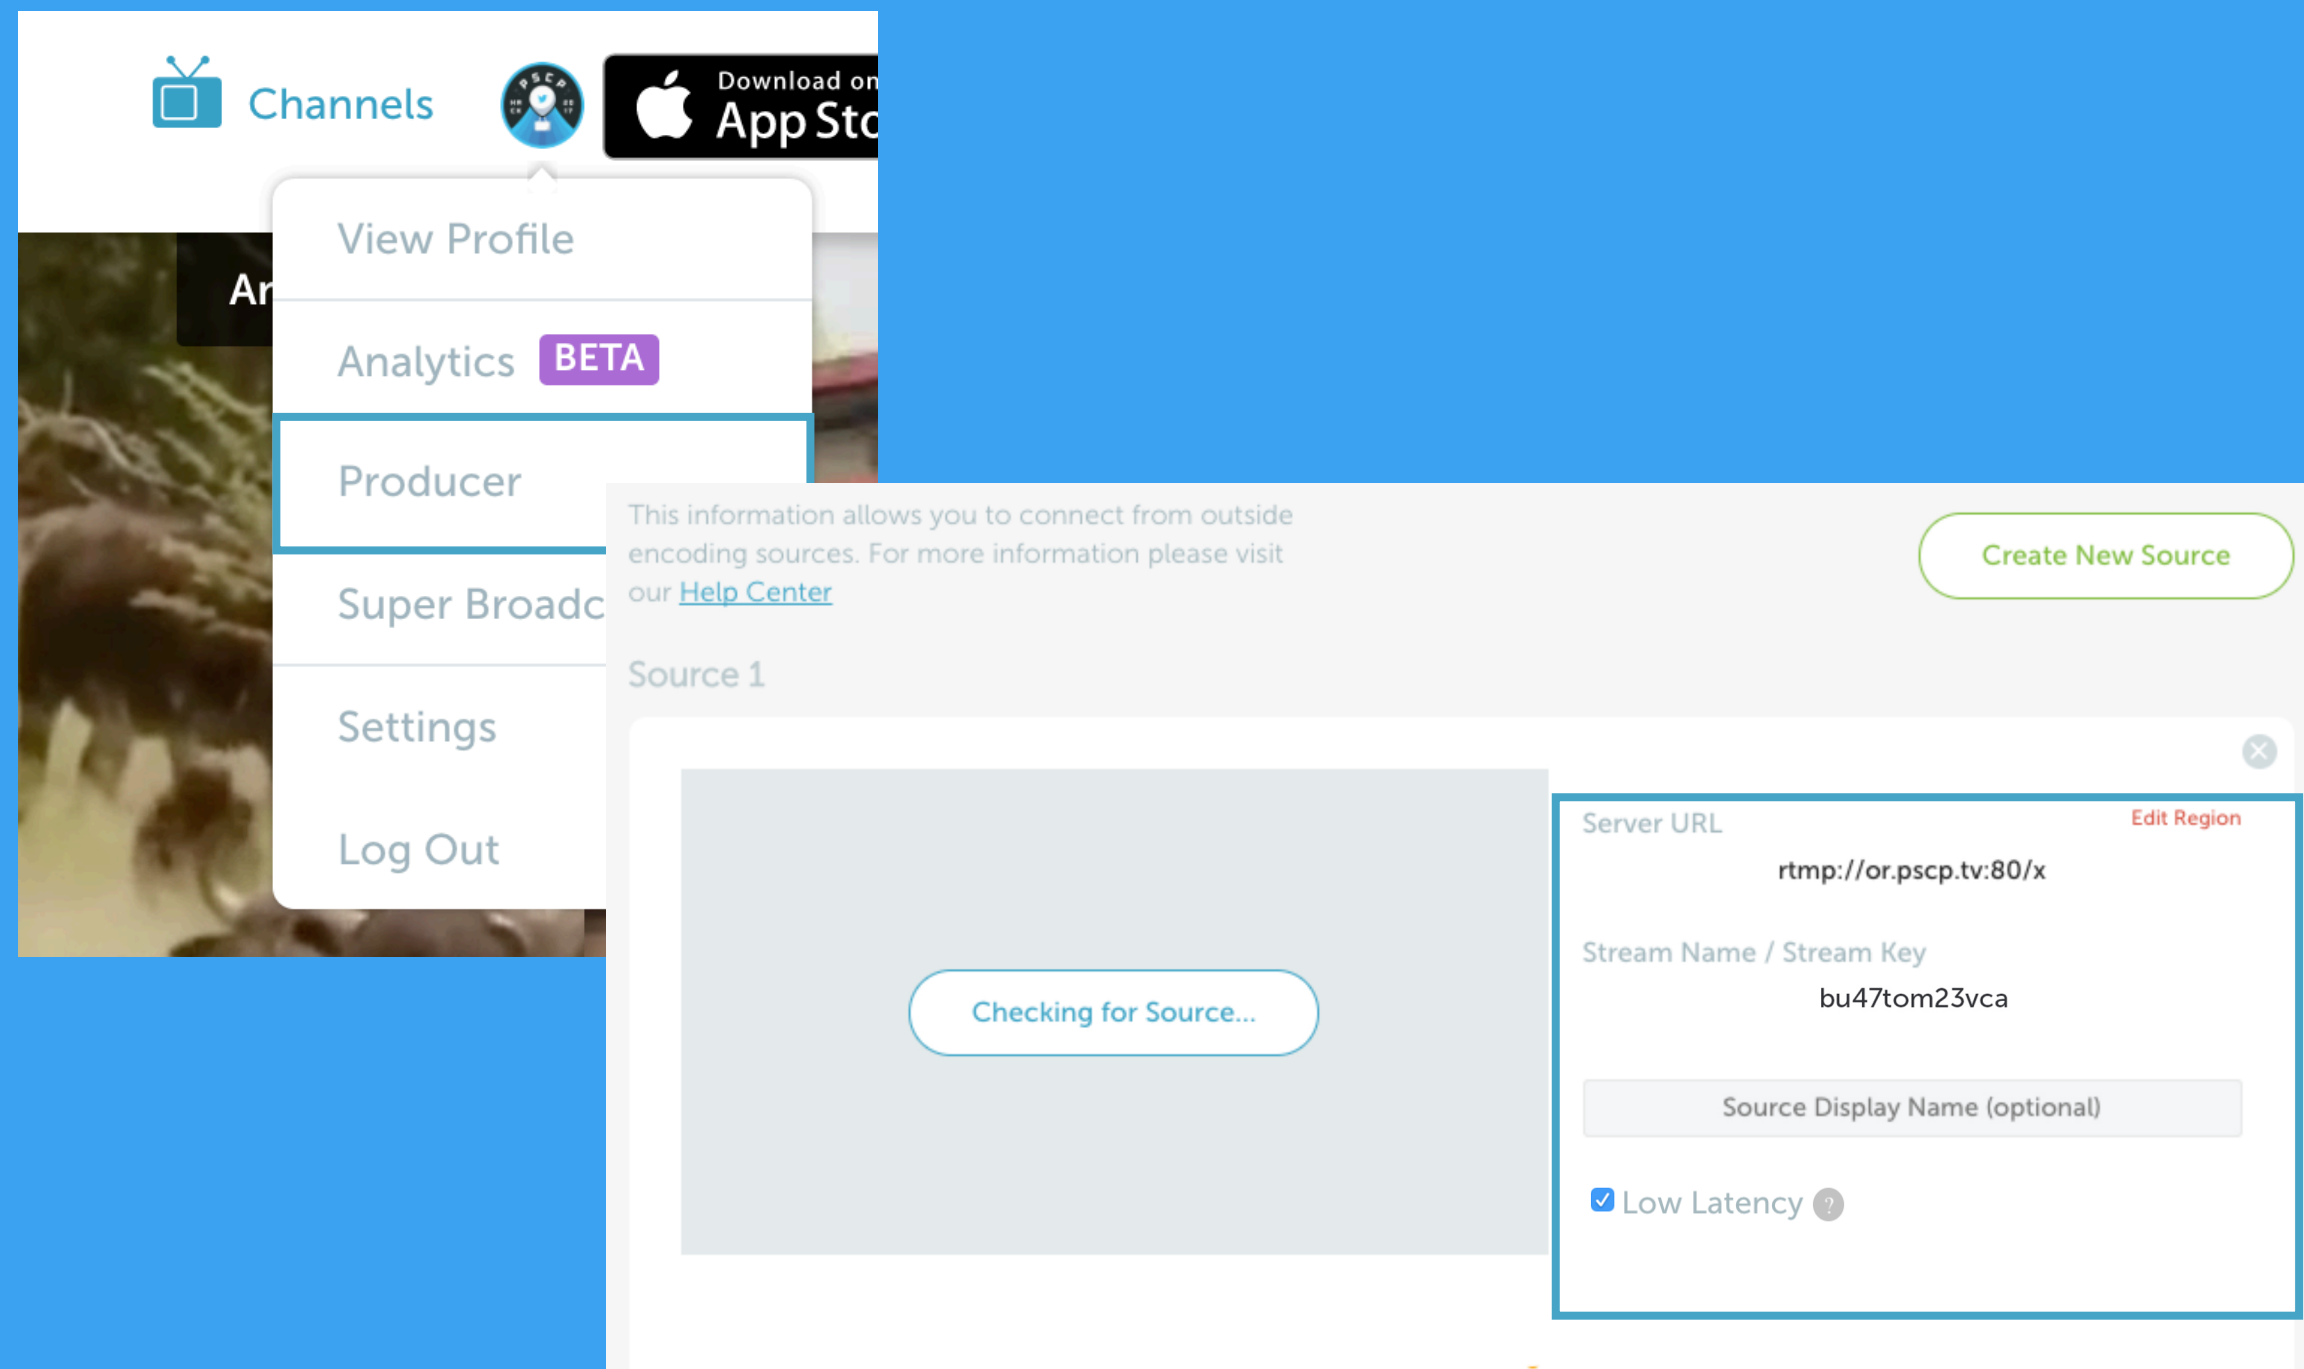 Channels
PSCP
Download on
App Sto
View Profile
Ar
Analytics BETA
Producer
Super Broadc
Settings
Log Out
This information allows you to connect from outside
encoding sources. For more information please visit
our Help Center
Create New Source
Source 1
Server URL
Edit Region
rtmp://or.pscp.tv:80/x
Stream Name / Stream Key
bu47tom23vca
Checking for Source...
Source Display Name (optional)
Low Latency ?